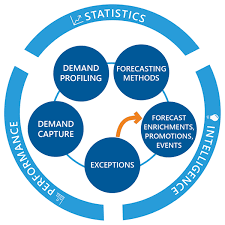 STATISTICS
DEMAND
PROFILING
FORECASTING
METHODS
DEMAND
CAPTURE
FORECAST
ENRICHMENTS,
PROMOTIONS,
EVENTS
EXCEPTIONS
PERFORMANCE
INTELLIGENCE